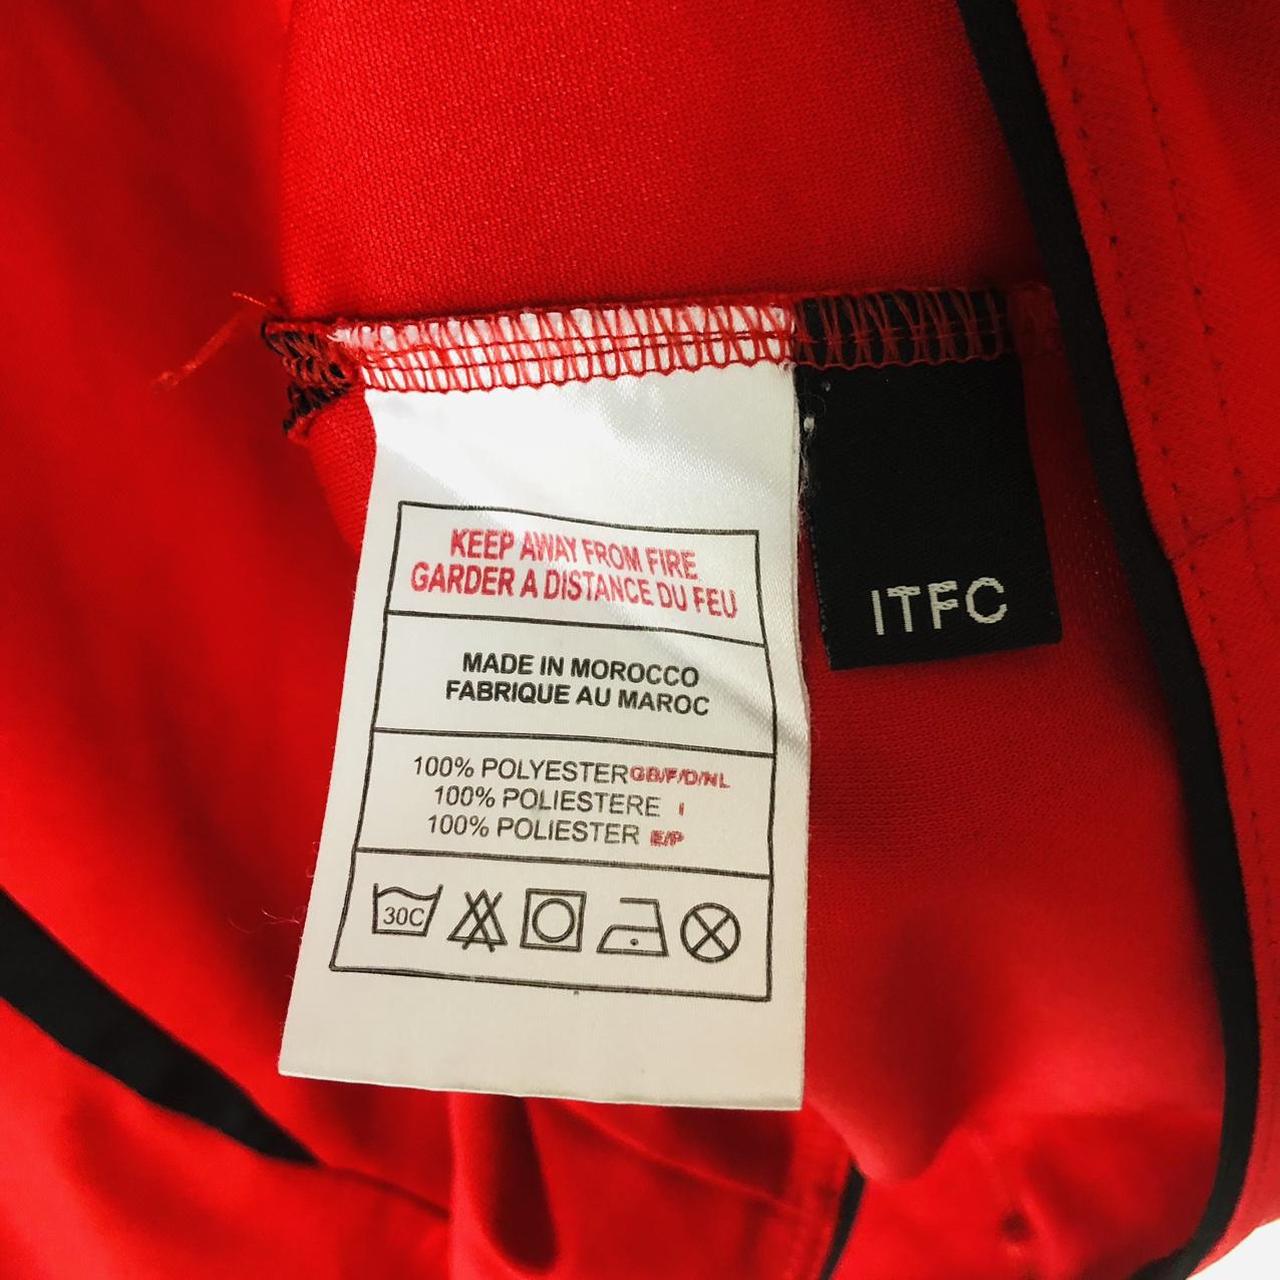 KEEP AWAY FROM FIRE
GARDER A DISTANCE DU FEU
MADE IN MOROCCO
FABRIQUE AU MAROC
100% POLYESTER GB/F/D/NL
100% POLIESTERE I
100% POLIESTER E/P
30C
ITFC